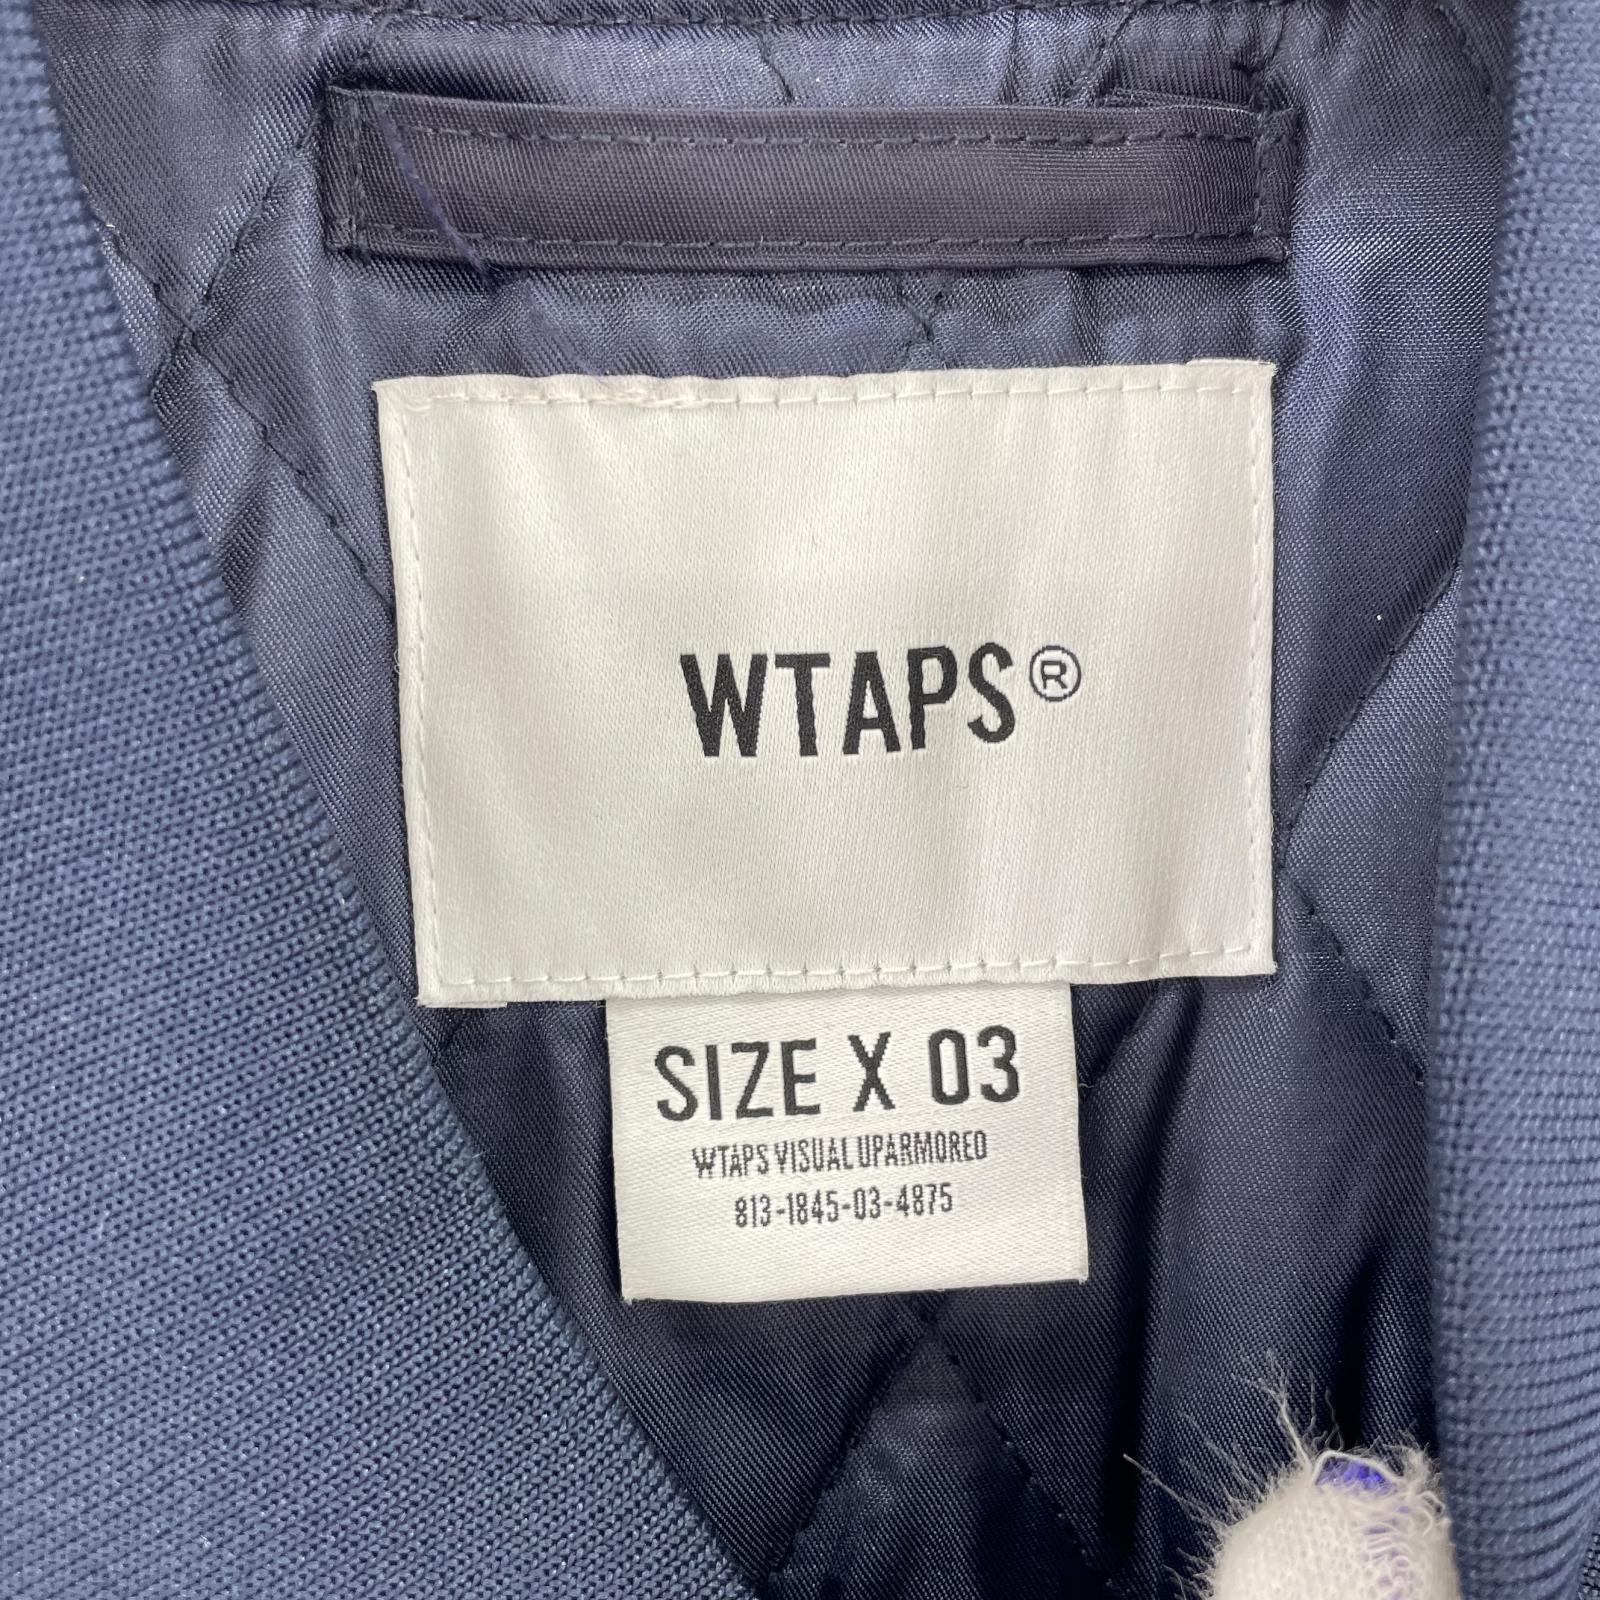 WTAPS®
SIZE X 03
WTAPS VISUAL UPARMORED
813-1845-03-4875